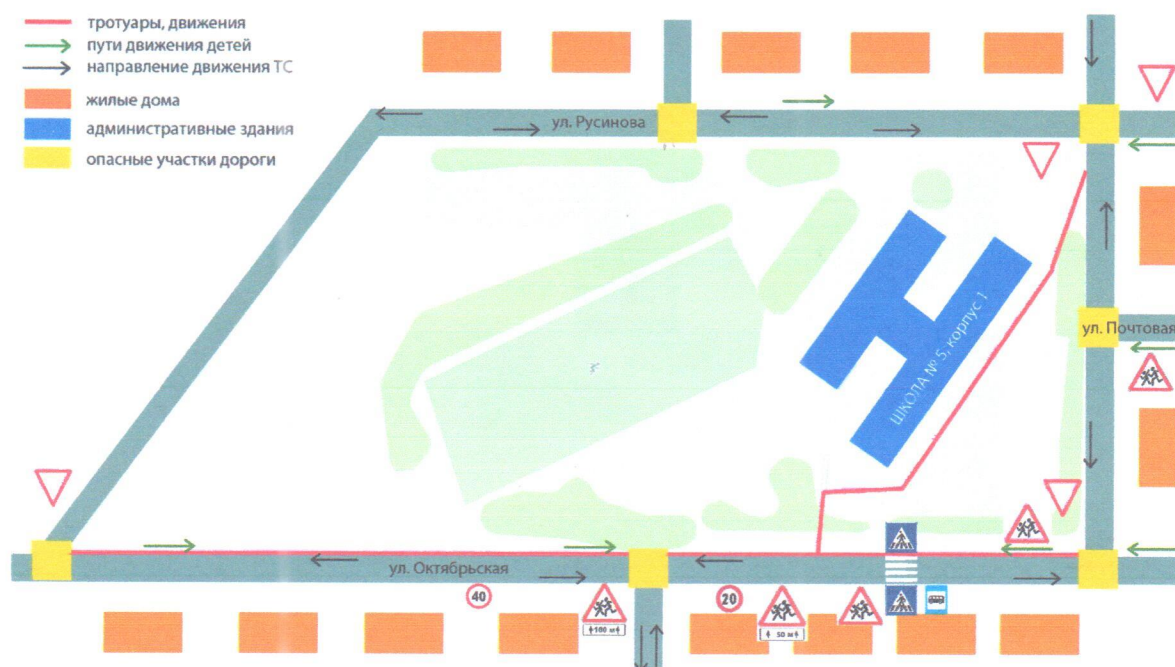 тротуары, движения
пути движения детей
направление движения ТС
жилые дома
административные здания
опасные участки дороги
ул. Русинова
ШКОЛА № 5, корпус 1
ул. Почтовая
ул. Октябрьская
40
100 м
20
50 м